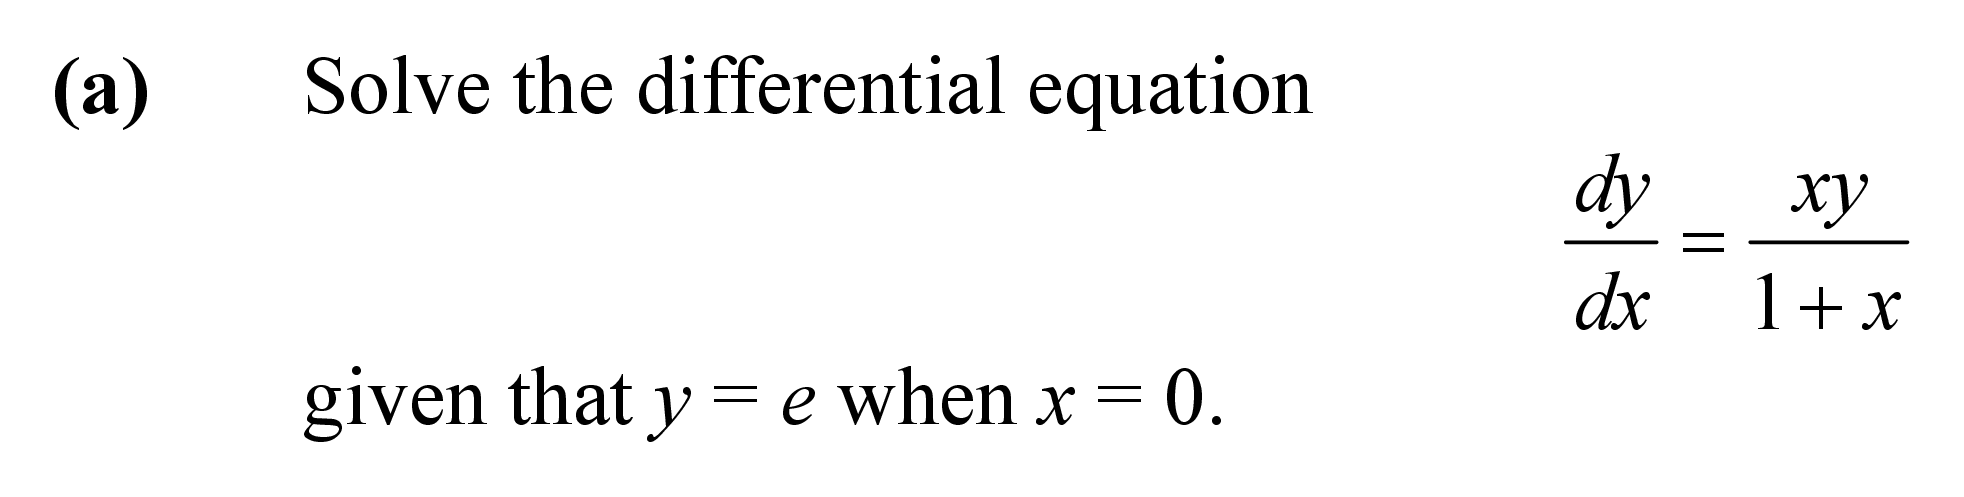 (a) Solve the differential equation
dy/dx = xy/(1 + x)
given that y = e when x = 0.